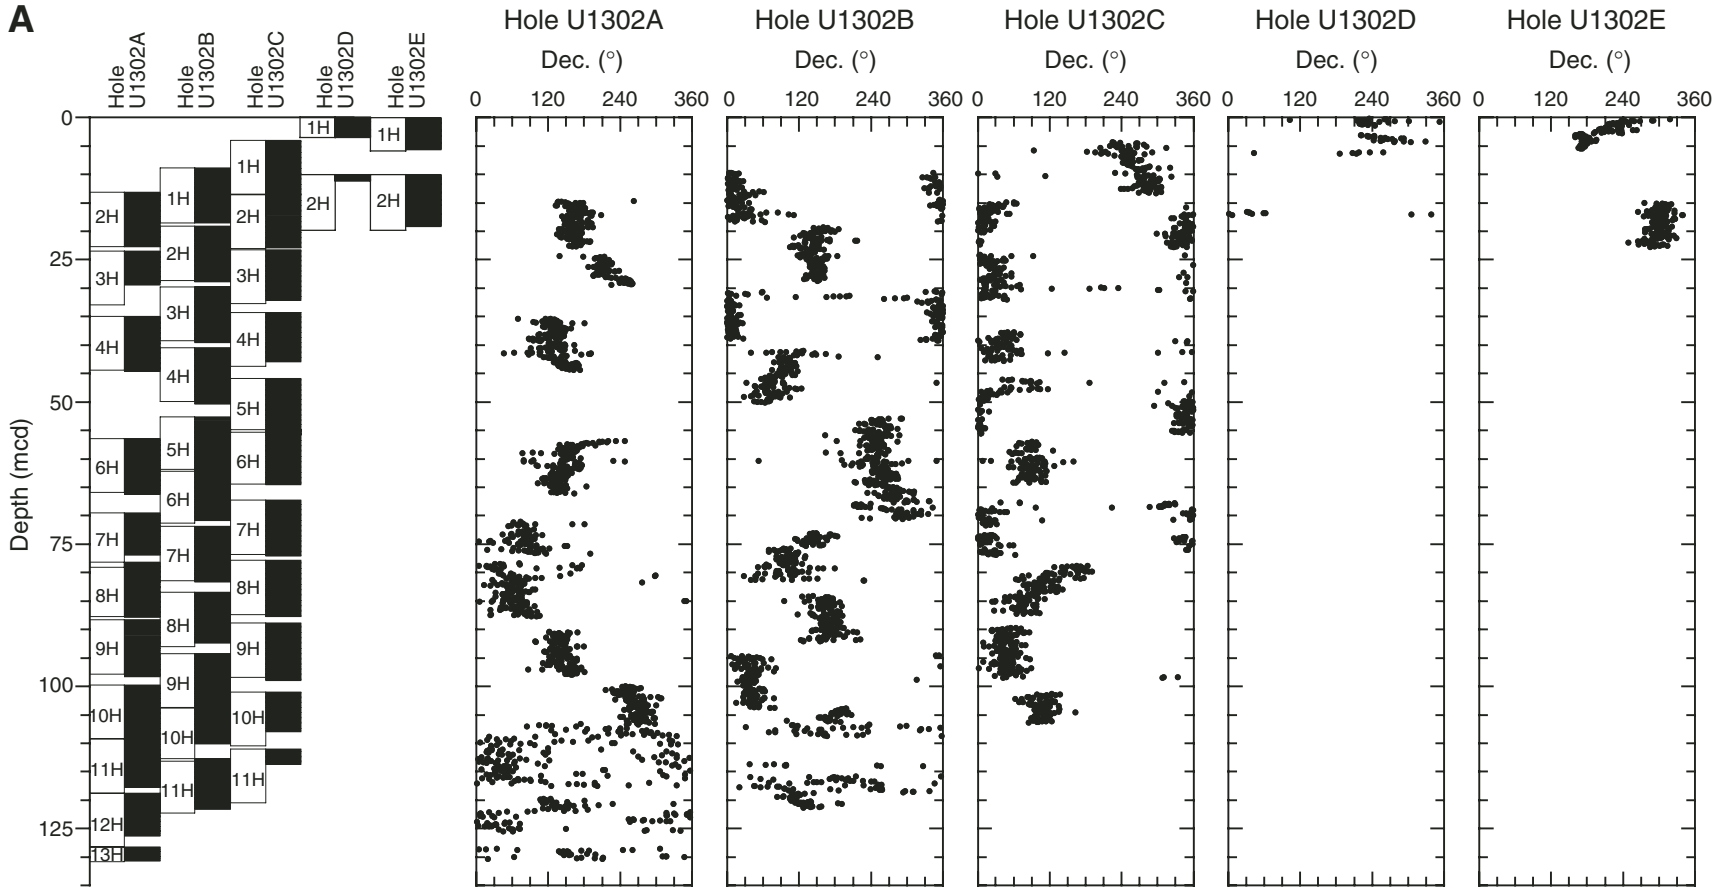 A
Hole U1302A
Hole U1302B
Hole U1302C
Hole U1302D
Hole U1302E
Dec. (°)
Dec. (°)
Dec. (°)
Dec. (°)
Dec. (°)
Hole U1302A
Hole U1302B
Hole U1302C
Hole U1302D
Hole U1302E
0 120 240 360
0 120 240 360
0 120 240 360
0 120 240 360
0 120 240 360
Depth (mcd)
0
25
50
75
100
125
2H
3H
4H
6H
7H
8H
9H
10H
11H
12H
13H
1H
2H
3H
4H
5H
6H
7H
8H
9H
10H
11H
1H
2H
3H
4H
5H
6H
7H
8H
9H
10H
11H
1H
2H
1H
2H